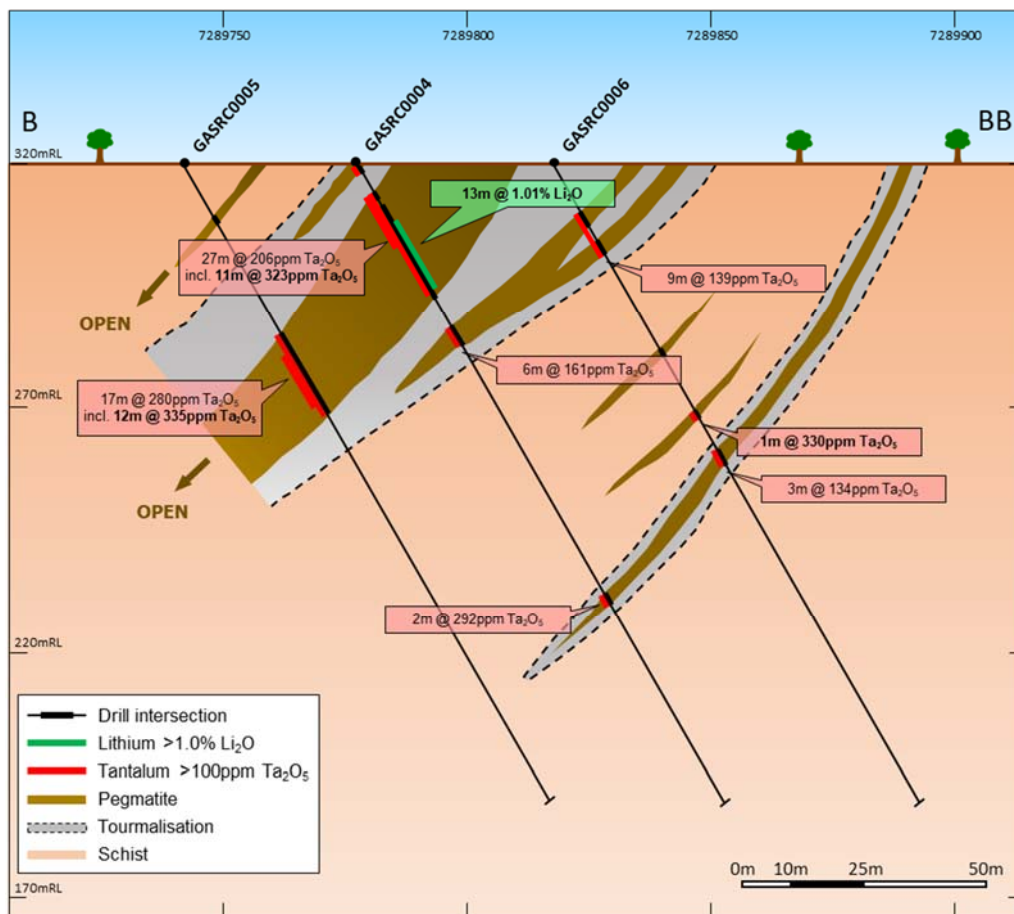 7289750 7289800 7289850 7289900
B
GASRC0005
GASRC0004
GASRC0006
BB
320mRL
13m @ 1.01% Li₂O
27m @ 206ppm Ta₂O₅
incl. 11m @ 323ppm Ta₂O₅
9m @ 139ppm Ta₂O₅
OPEN
6m @ 161ppm Ta₂O₅
17m @ 280ppm Ta₂O₅
incl. 12m @ 335ppm Ta₂O₅
270mRL
1m @ 330ppm Ta₂O₅
3m @ 134ppm Ta₂O₅
OPEN
2m @ 292ppm Ta₂O₅
220mRL
Drill intersection
Lithium >1.0% Li₂O
Tantalum >100ppm Ta₂O₅
Pegmatite
Tourmalisation
Schist
0m 10m 25m 50m
170mRL